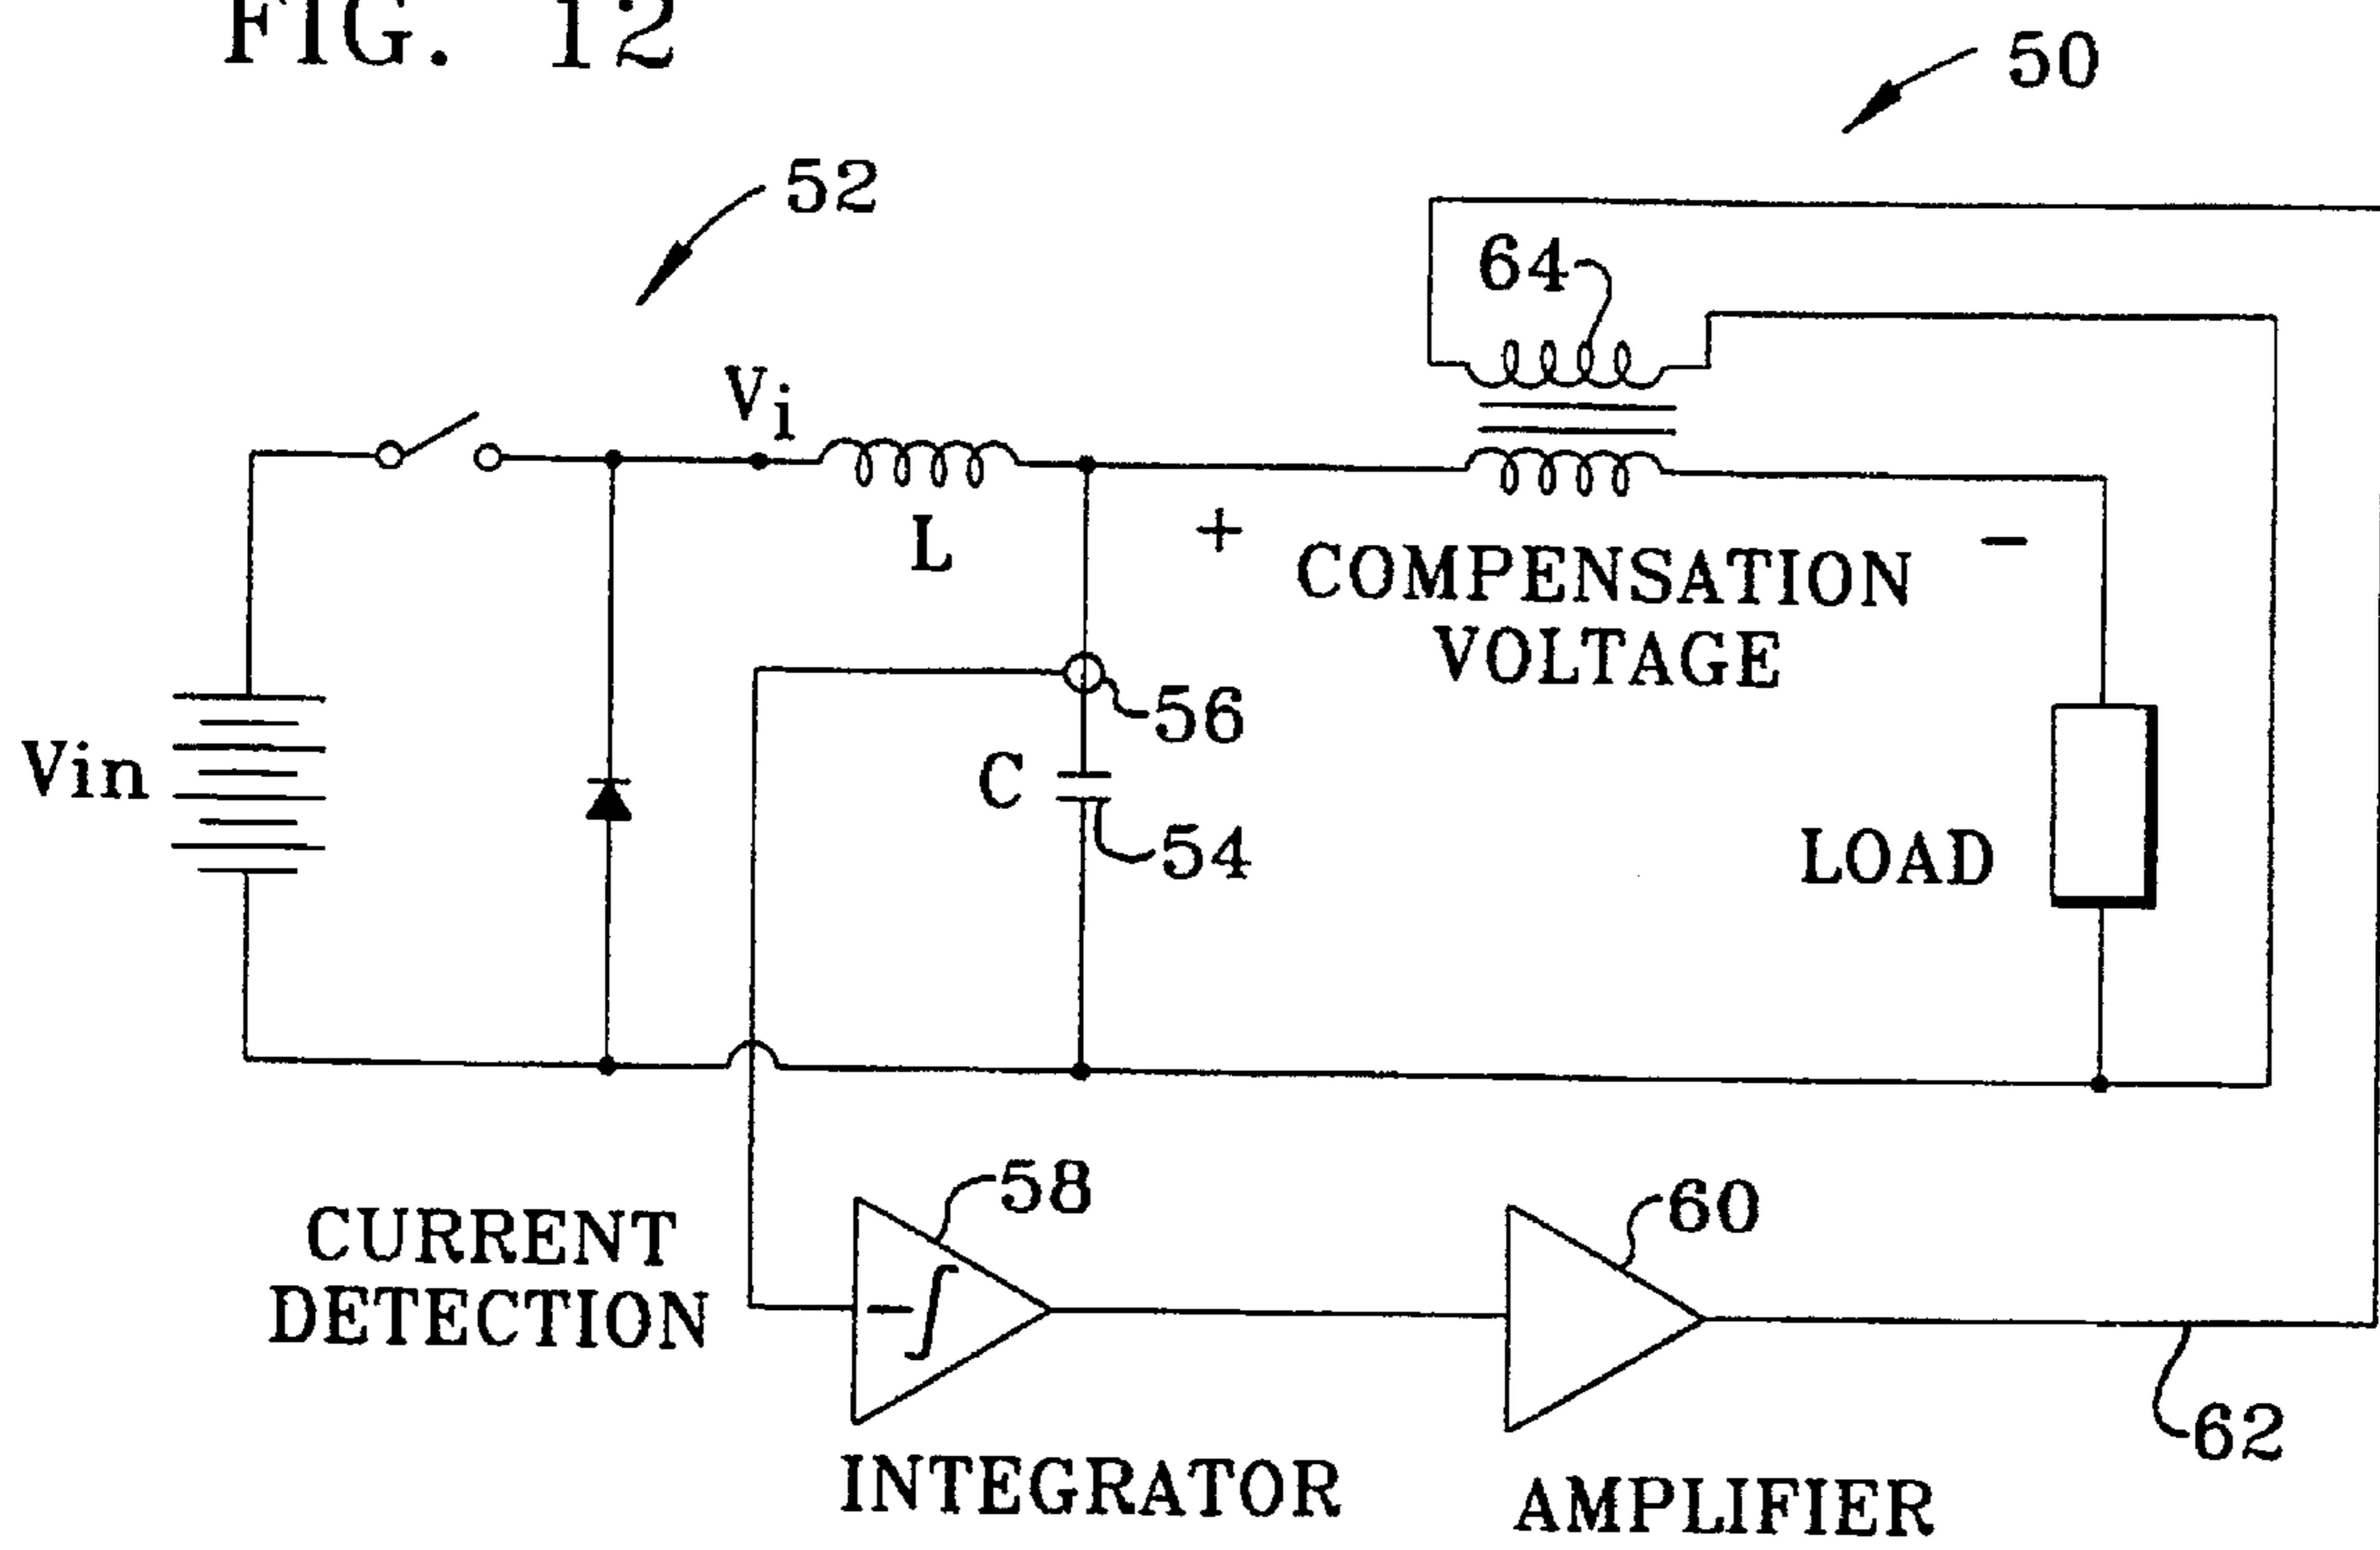 FIG. 12
50
52
64
Vi
L
+
−
COMPENSATION
VOLTAGE
56
Vin
C
54
LOAD
58
60
CURRENT
DETECTION
−∫
62
INTEGRATOR
AMPLIFIER